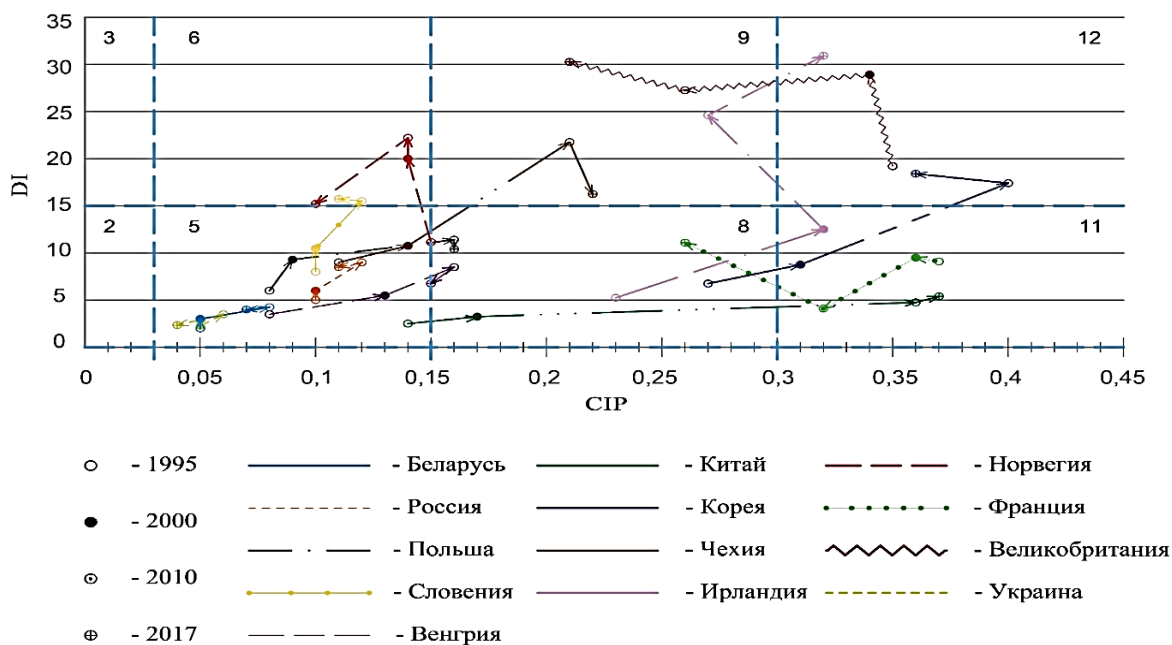 35
3 6 9 12
30
25
20
DI
15
2 5 8 11
10
5
0
0 0,05 0,1 0,15 0,2 0,25 0,3 0,35 0,4 0,45
CIP
- 1995 - Беларусь - Китай - Норвегия
- 2000 - Россия - Корея - Франция
- Польша - Чехия - Великобритания
- 2010 - Словения - Ирландия - Украина
- 2017 - Венгрия